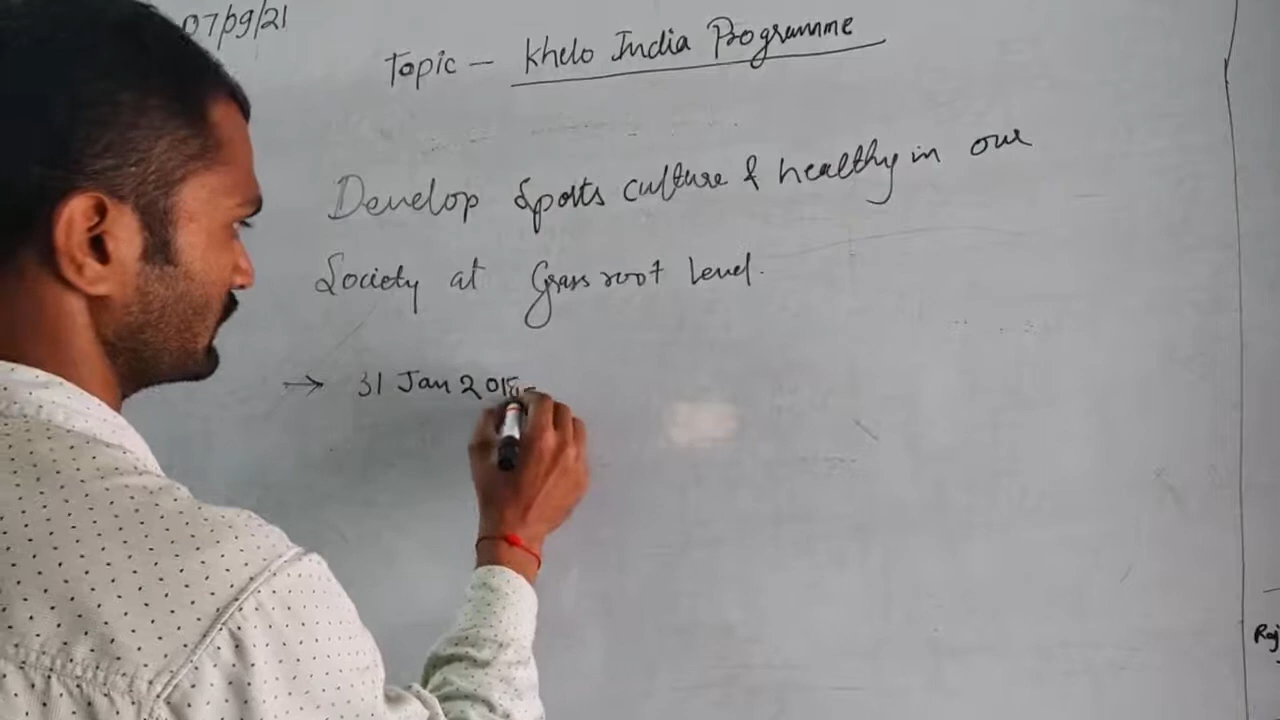 07/09/21
Topic – Khelo India Programme
Develop Sports culture & healthy in our
Society at Grass root Level.
→ 31 Jan 2018
Raj